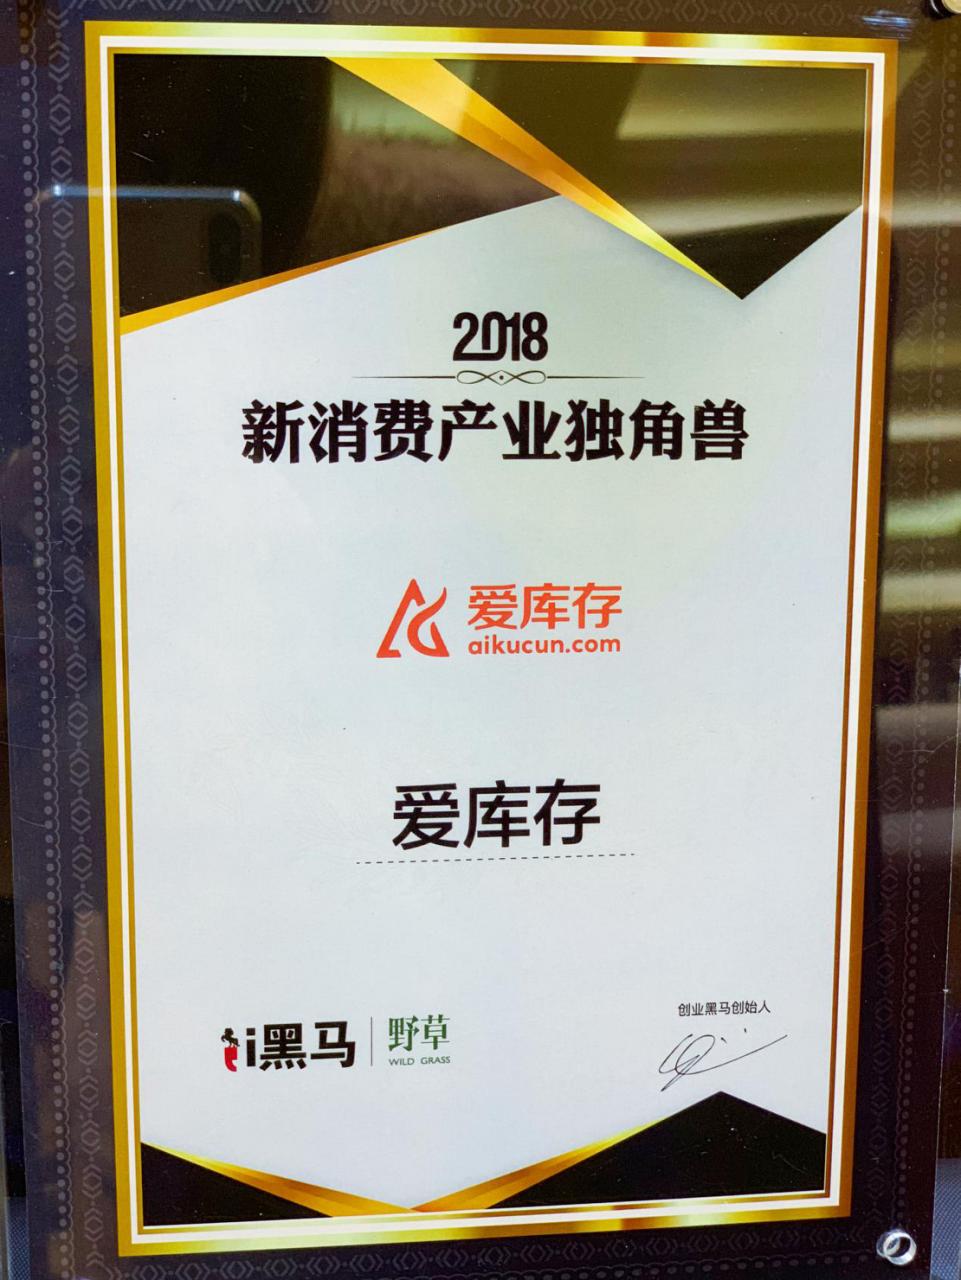 2018
新消费产业独角兽
爱库存
aikucun.com
爱库存
i黑马 野草
WILD GRASS
创业黑马创始人